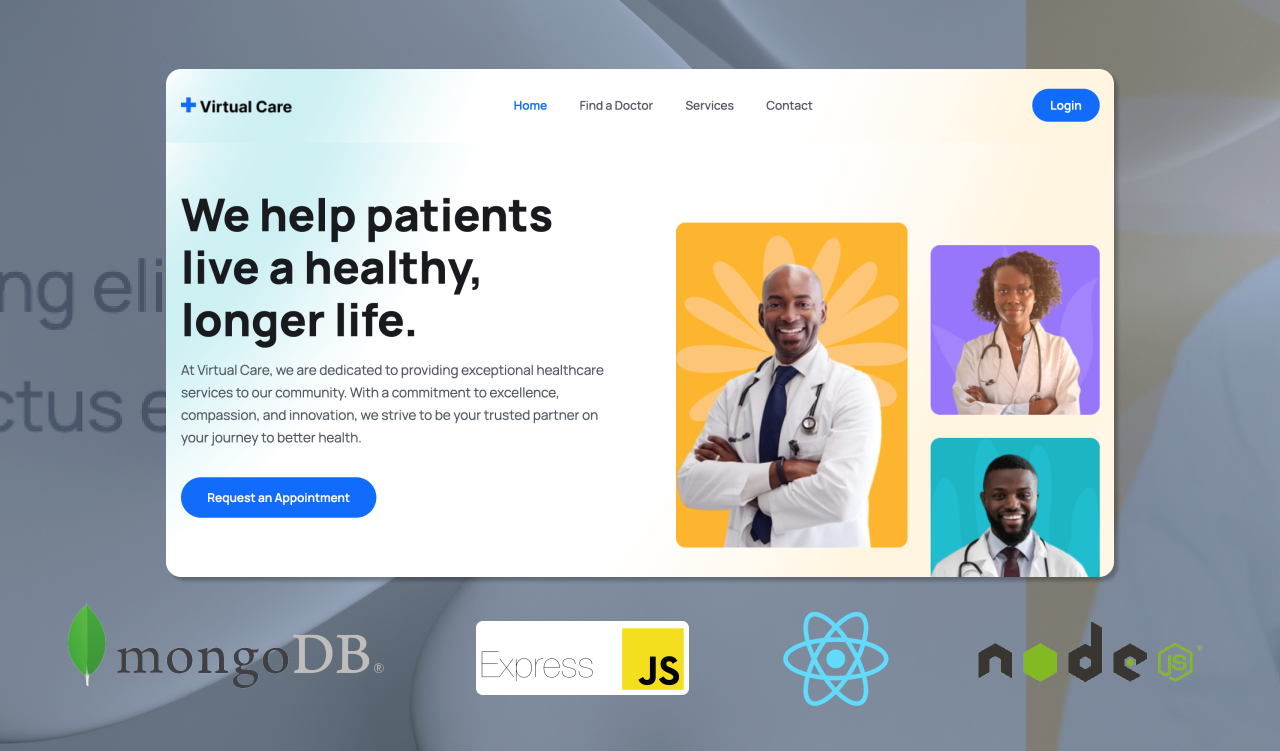 Virtual Care
Home
Find a Doctor
Services
Contact
Login
We help patients
live a healthy,
longer life.
At Virtual Care, we are dedicated to providing exceptional healthcare
services to our community. With a commitment to excellence,
compassion, and innovation, we strive to be your trusted partner on
your journey to better health.
Request an Appointment
ng eli
ctus e
mongoDB®
Express
JS
node
JS
®